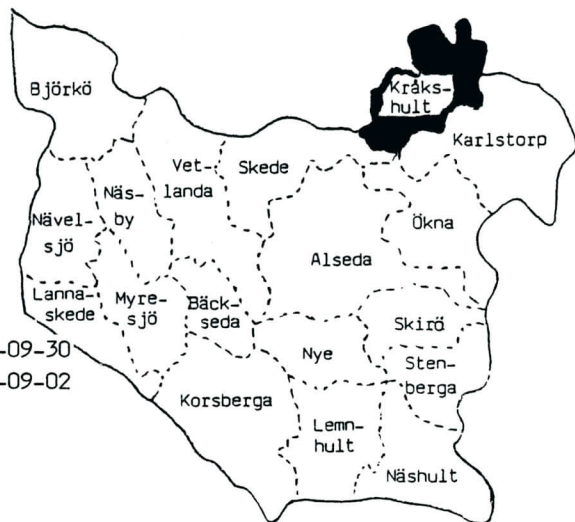 Björkö
Kråks-
hult
Karlstorp
Vet-
landa
Skede
Näs-
by
Ökna
Nävel-
sjö
Alseda
Lanna-
skede
Myre-
sjö
Bäck-
seda
Skirö
-09-30
-09-02
Nye
Sten-
berga
Korsberga
Lemn-
hult
Näshult